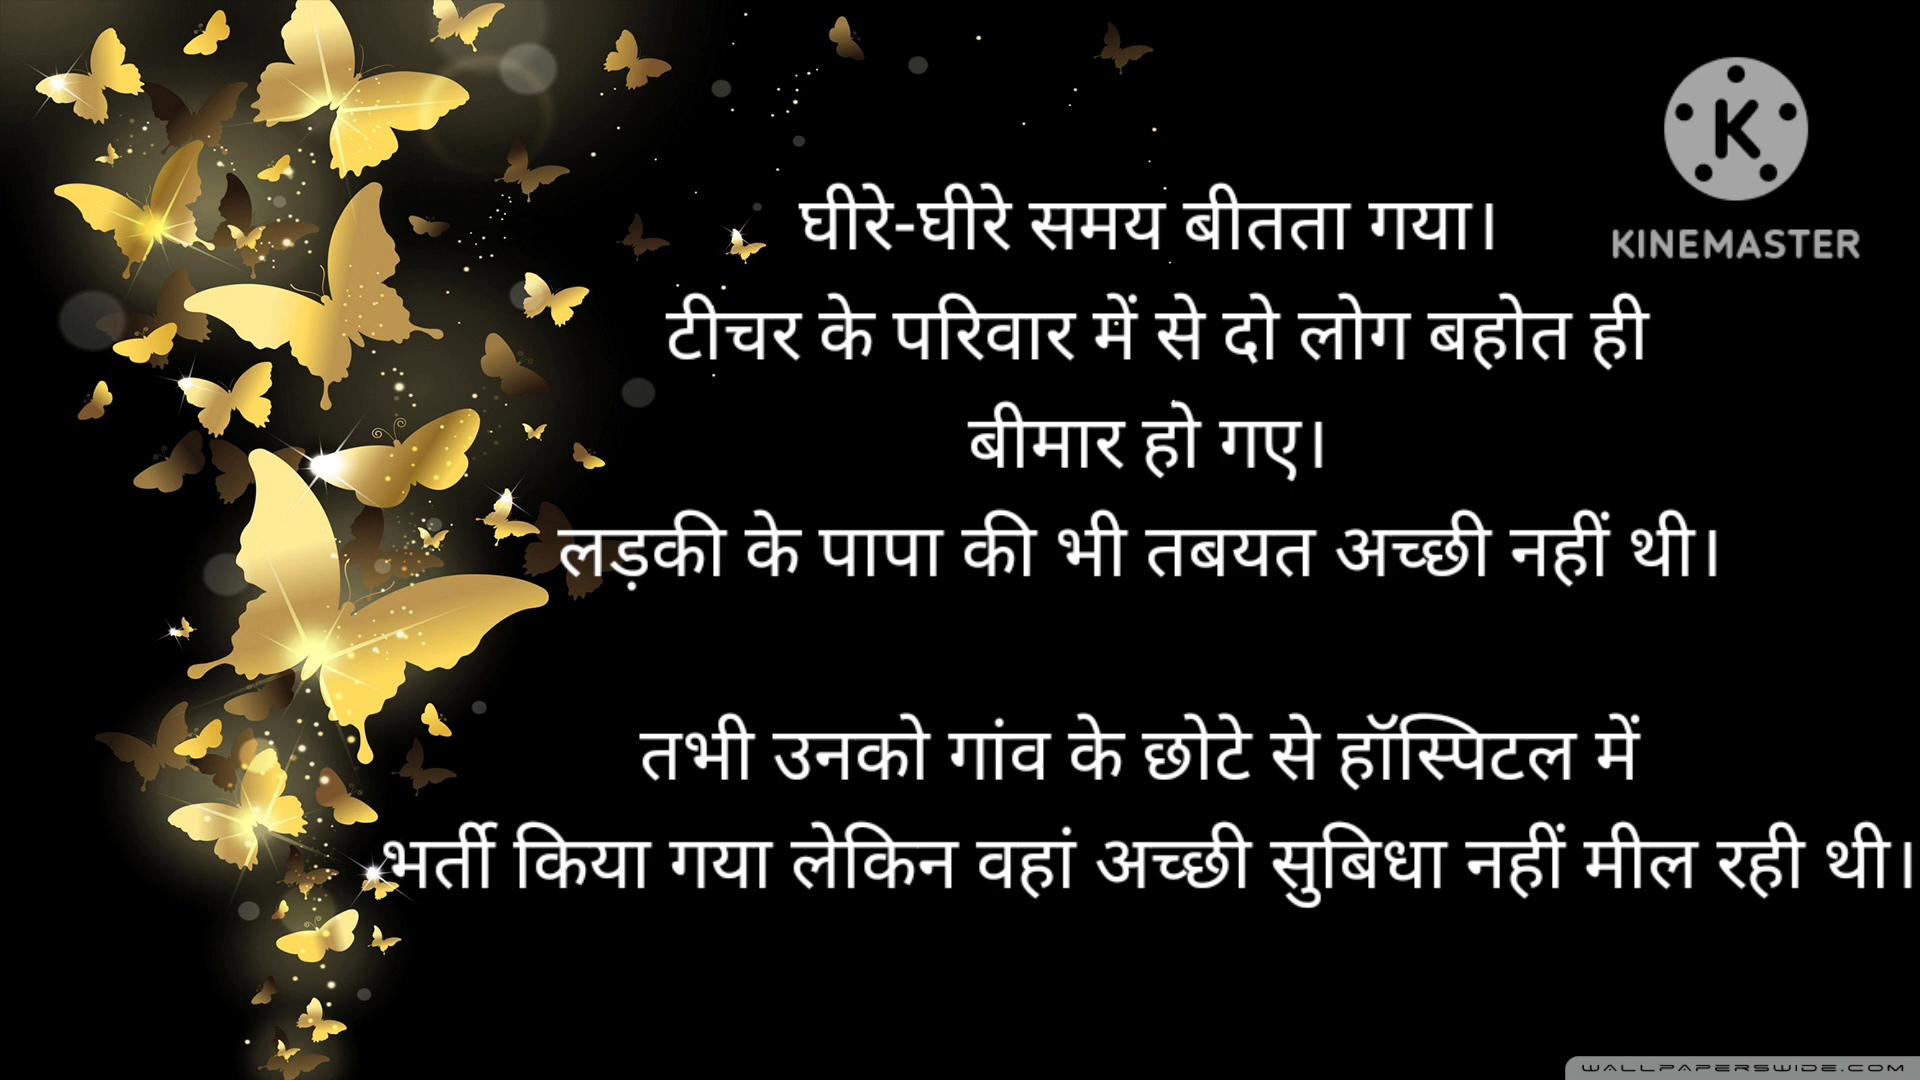 घीरे-घीरे समय बीतता गया।
टीचर के परिवार में से दो लोग बहोत ही
बीमार हो गए।
लड़की के पापा की भी तबयत अच्छी नहीं थी।
तभी उनको गांव के छोटे से हॉस्पिटल में
भर्ती किया गया लेकिन वहां अच्छी सुबिधा नहीं मील रही थी।
K
KINEMASTER
WALLPAPERSWIDE.COM